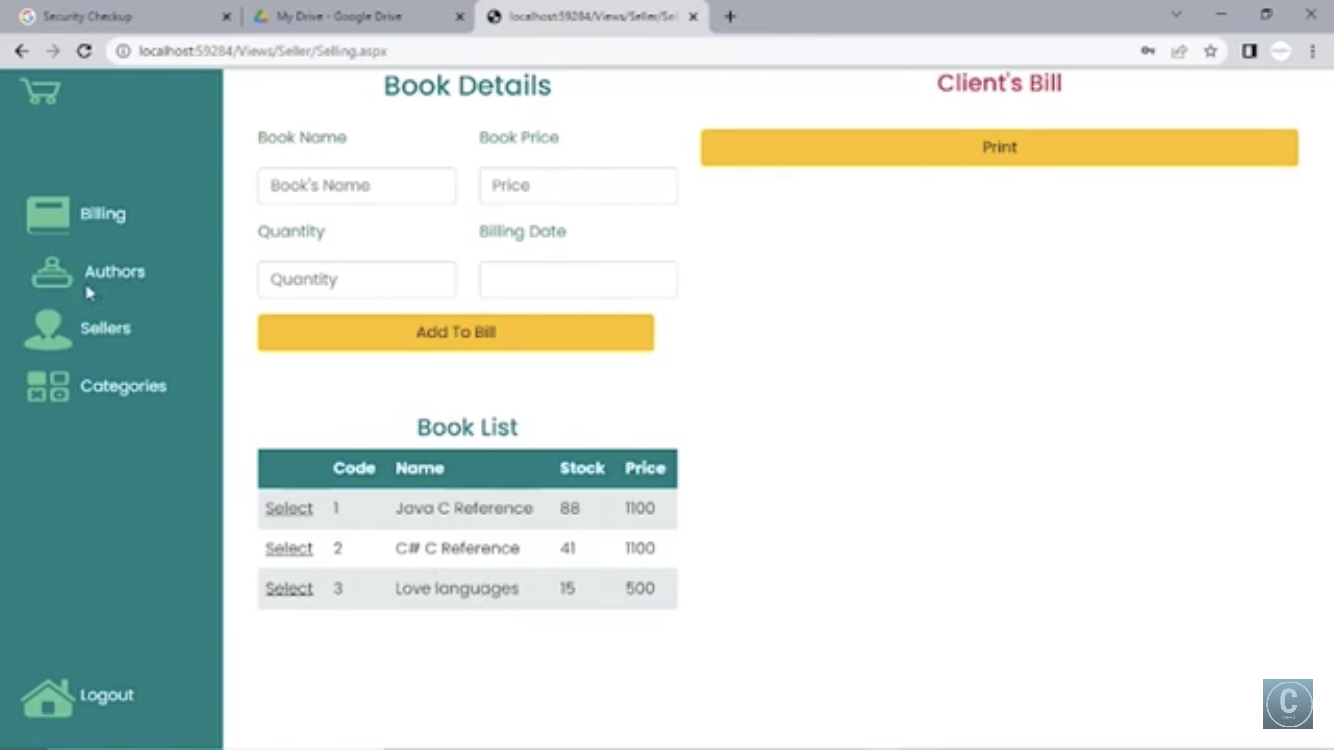 Security Checkup
My Drive - Google Drive
localhost:59284/Views/Seller/Sel
localhost:59284/Views/Seller/Selling.aspx
Billing
Authors
Sellers
Categories
Logout
Book Details
Book Name Book Price
Book's Name Price
Quantity Billing Date
Quantity
Add To Bill
Book List
Code Name Stock Price
Select 1 Java C Reference 88 1100
Select 2 C# C Reference 41 1100
Select 3 Love languages 15 500
Client's Bill
Print
C